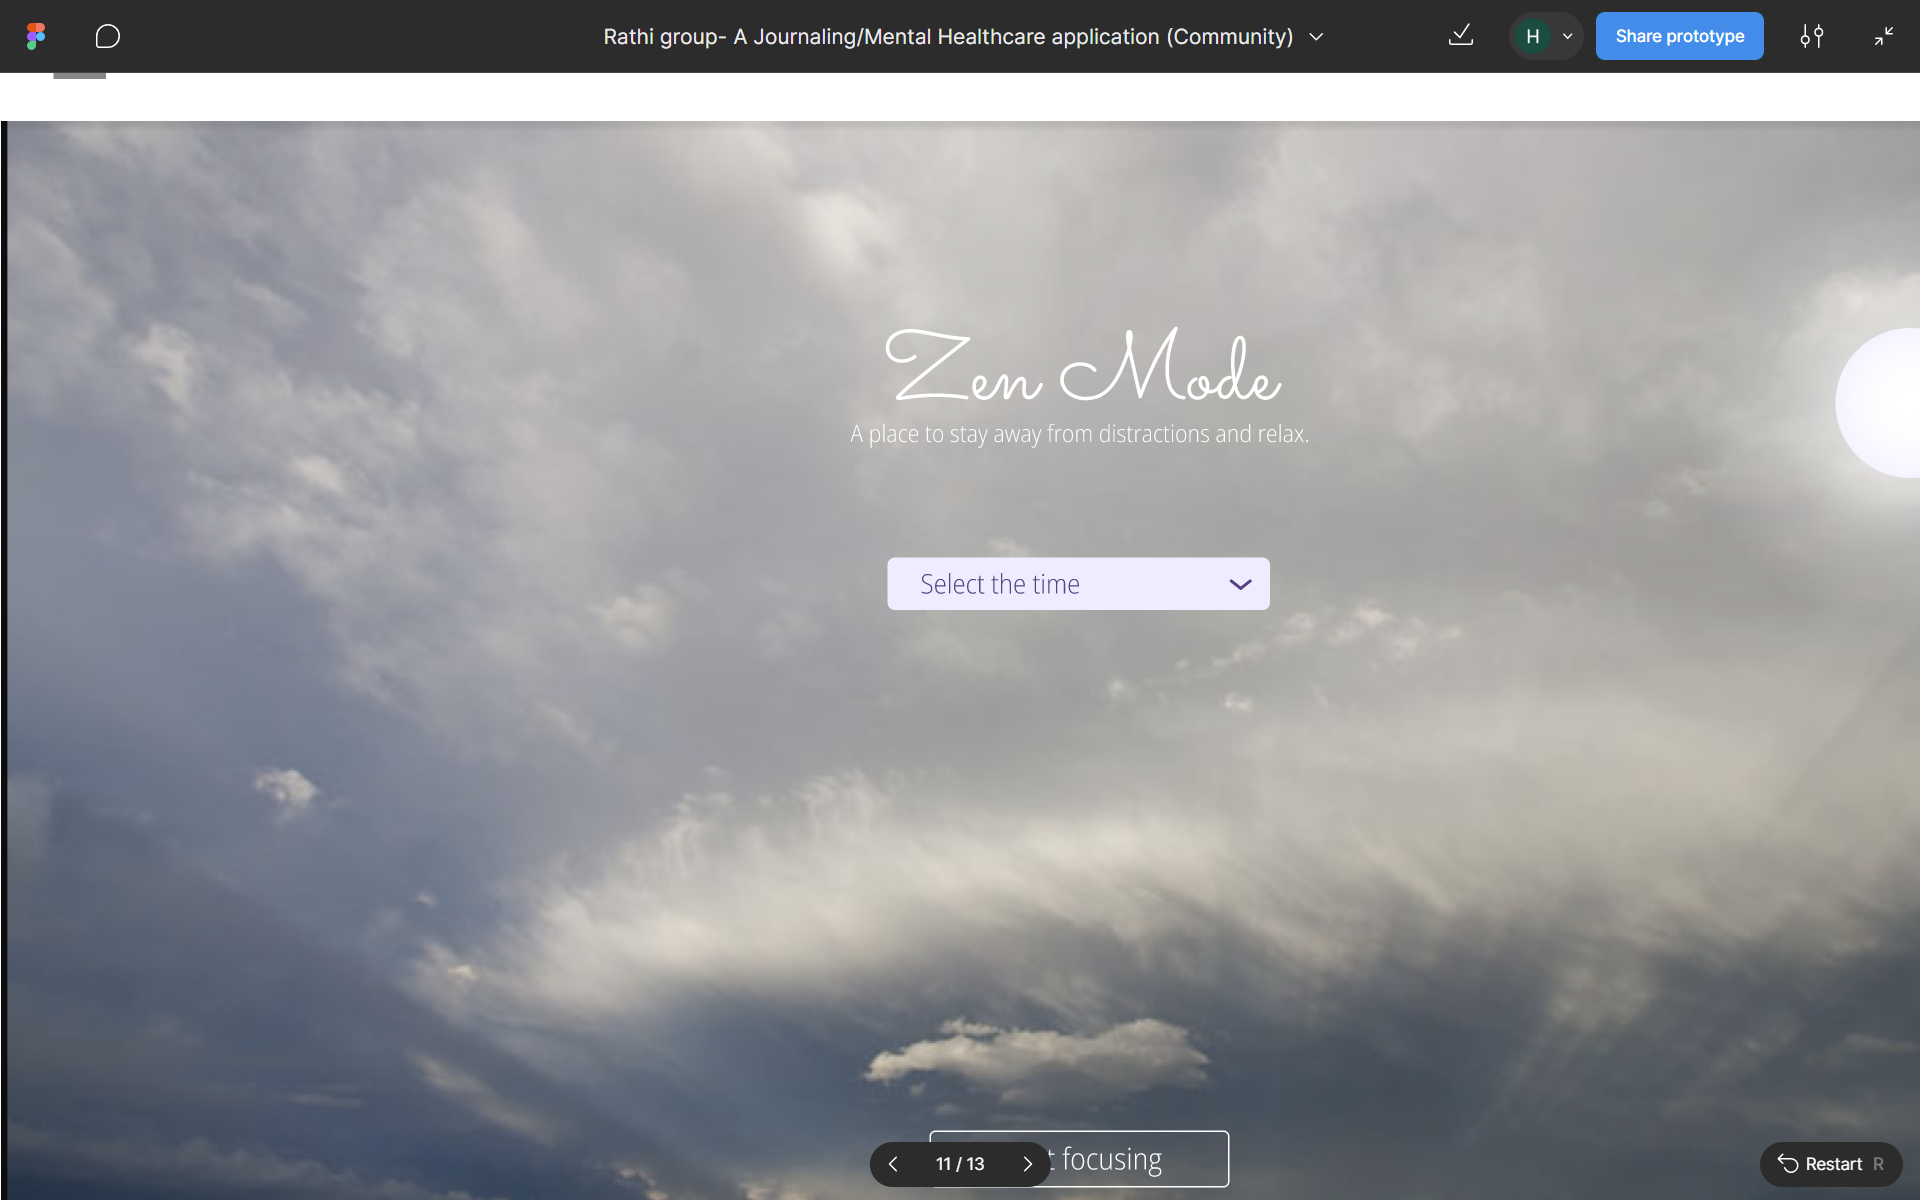 Rathi group- A Journaling/Mental Healthcare application (Community)
H
Share prototype
Zen Mode
A place to stay away from distractions and relax.
Select the time
focusing
11 / 13
Restart R